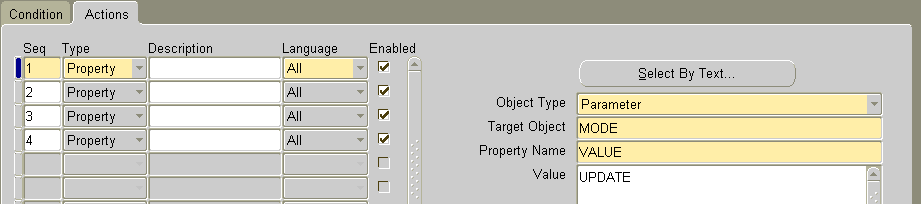 Condition Actions
Seq Type Description Language Enabled
1 Property All
2 Property All
3 Property All
4 Property All
Select By Text...
Object Type Parameter
Target Object MODE
Property Name VALUE
Value UPDATE